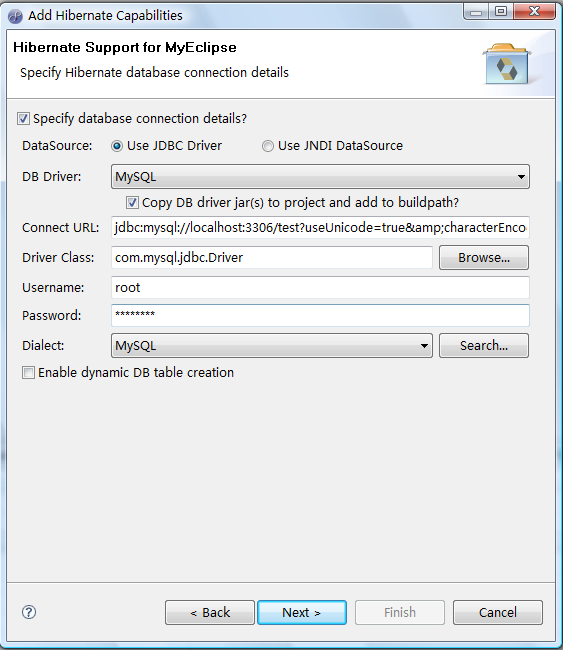 Add Hibernate Capabilities
Hibernate Support for MyEclipse
Specify Hibernate database connection details
Specify database connection details?
DataSource: Use JDBC Driver Use JNDI DataSource
DB Driver: MySQL
Copy DB driver jar(s) to project and add to buildpath?
Connect URL: jdbc:mysql://localhost:3306/test?useUnicode=true&amp;characterEnco
Driver Class: com.mysql.jdbc.Driver Browse...
Username: root
Password: ********
Dialect: MySQL Search...
Enable dynamic DB table creation
? < Back Next > Finish Cancel